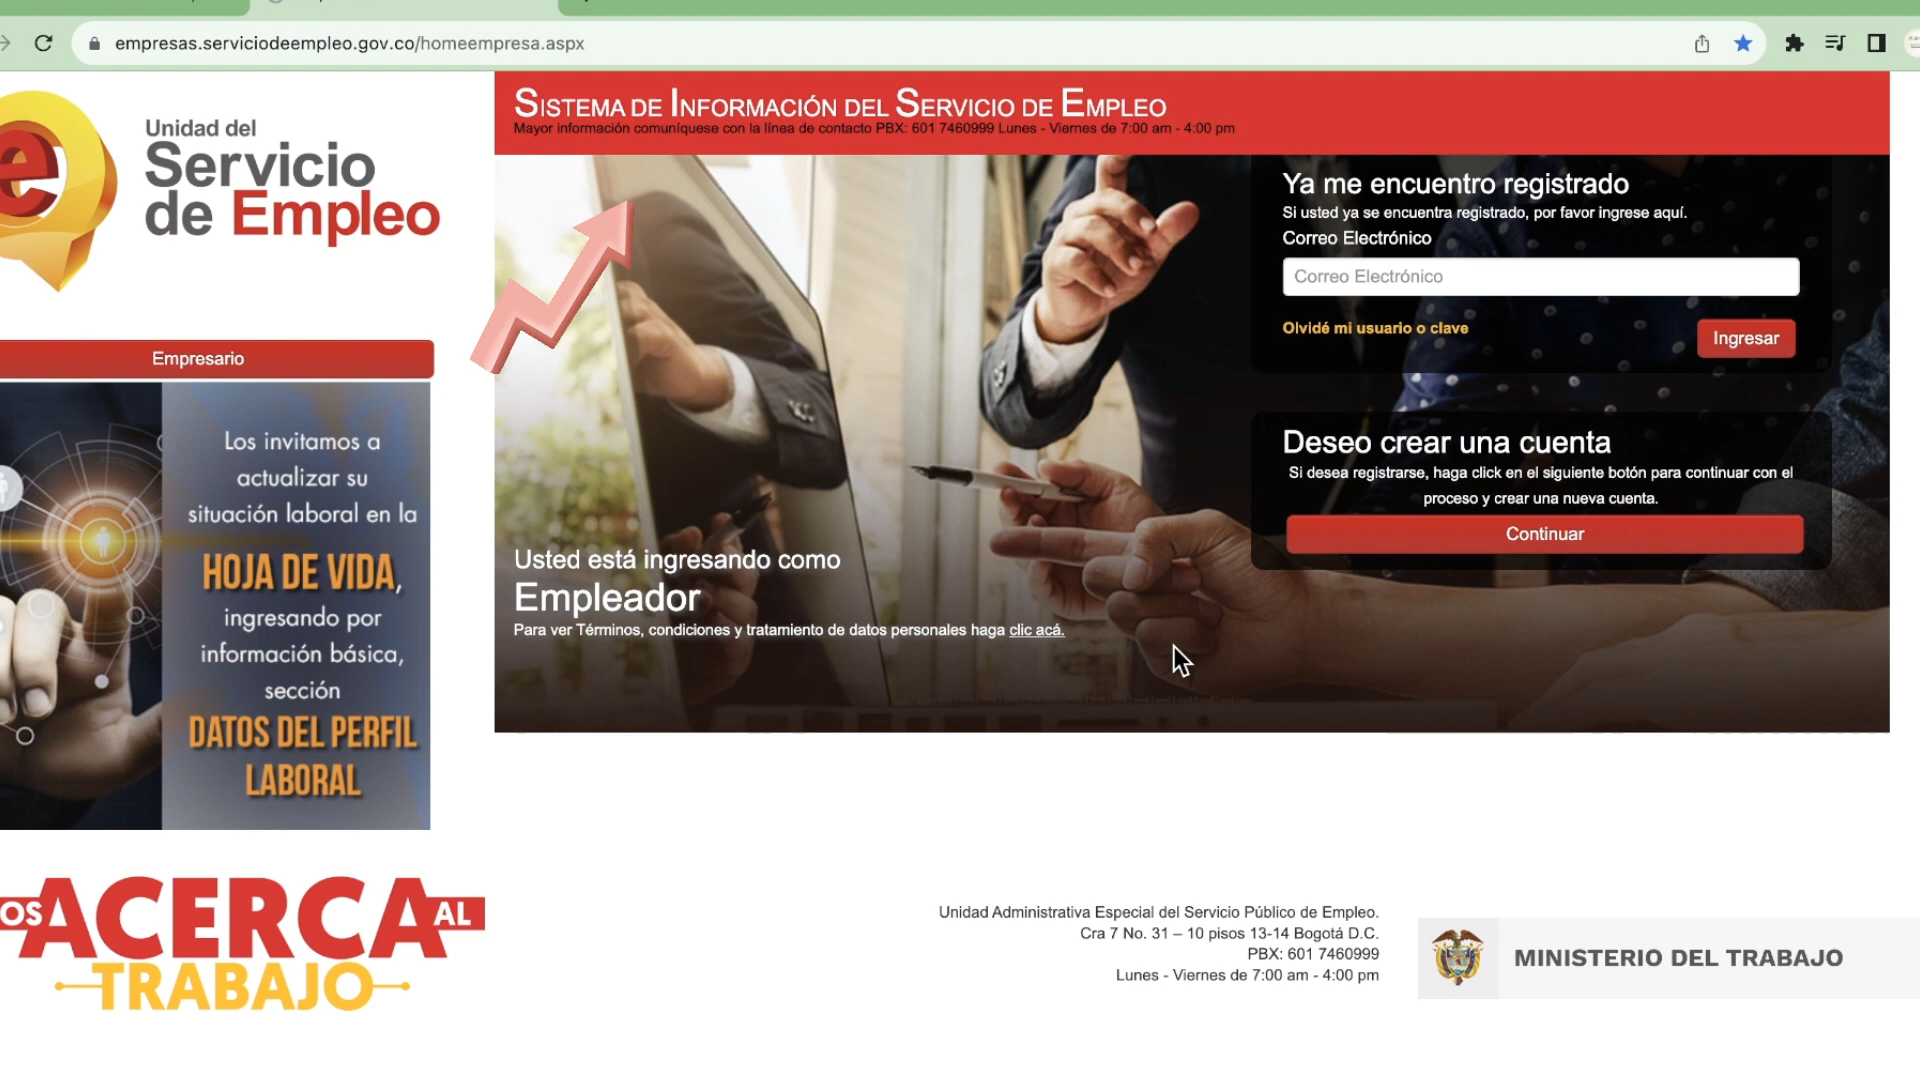 empresas.serviciodeempleo.gov.co/homeempresa.aspx
Unidad del
Servicio
de Empleo
SISTEMA DE INFORMACIÓN DEL SERVICIO DE EMPLEO
Mayor información comuníquese con la línea de contacto PBX: 601 7460999 Lunes - Viernes de 7:00 am - 4:00 pm
Ya me encuentro registrado
Si usted ya se encuentra registrado, por favor ingrese aquí.
Correo Electrónico
Correo Electrónico
Olvidé mi usuario o clave
Ingresar
Empresario
Los invitamos a
actualizar su
situación laboral en la
HOJA DE VIDA,
ingresando por
información básica,
sección
DATOS DEL PERFIL
LABORAL
Deseo crear una cuenta
Si desea registrarse, haga click en el siguiente botón para continuar con el
proceso y crear una nueva cuenta.
Continuar
Usted está ingresando como
Empleador
Para ver Términos, condiciones y tratamiento de datos personales haga clic acá.
OS ACERCA AL
TRABAJO
Unidad Administrativa Especial del Servicio Público de Empleo.
Cra 7 No. 31 – 10 pisos 13-14 Bogotá D.C.
PBX: 601 7460999
Lunes - Viernes de 7:00 am - 4:00 pm
MINISTERIO DEL TRABAJO